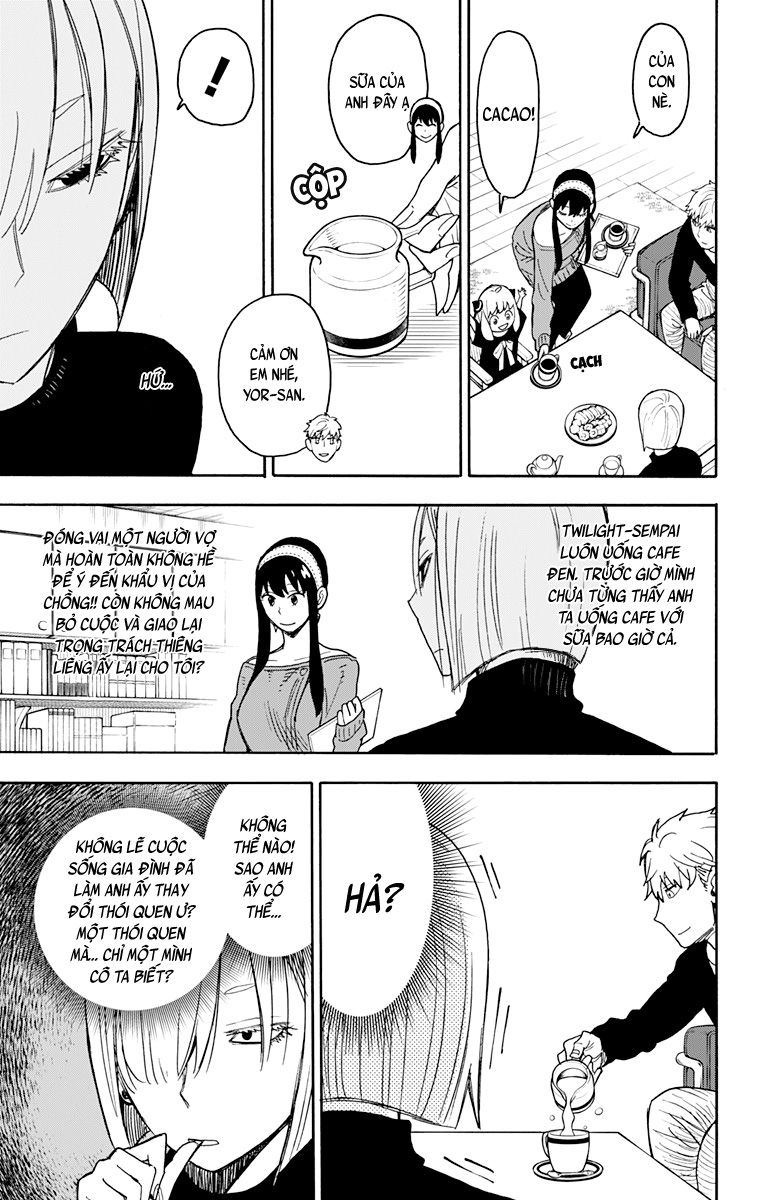 CỦA
CON
NÈ.
CACAO!
CẠCH
SỮA CỦA
ANH ĐÂY Ạ
CỘP
CẢM ƠN
EM NHÉ,
YOR-SAN.
!
HỨ...
TWILIGHT-SEMPAI
LUÔN UỐNG CAFE
ĐEN. TRƯỚC GIỜ MÌNH
CHƯA TỪNG THẤY ANH
TA UỐNG CAFE VỚI
SỮA BAO GIỜ CẢ.
ĐÓNG VAI MỘT NGƯỜI VỢ
MÀ HOÀN TOÀN KHÔNG HỀ
ĐỂ Ý ĐẾN KHẨU VỊ CỦA
CHỒNG!! CÒN KHÔNG MAU
BỎ CUỘC VÀ GIAO LẠI
TRỌNG TRÁCH THIÊNG
LIÊNG ẤY LẠI CHO TÔI?
HẢ?
KHÔNG
THỂ NÀO!
SAO ANH
ẤY CÓ
THỂ...
KHÔNG LẼ CUỘC
SỐNG GIA ĐÌNH ĐÃ
LÀM ANH ẤY THAY
ĐỔI THÓI QUEN Ư?
MỘT THÓI QUEN
MÀ... CHỈ MỘT MÌNH
CÔ TA BIẾT?